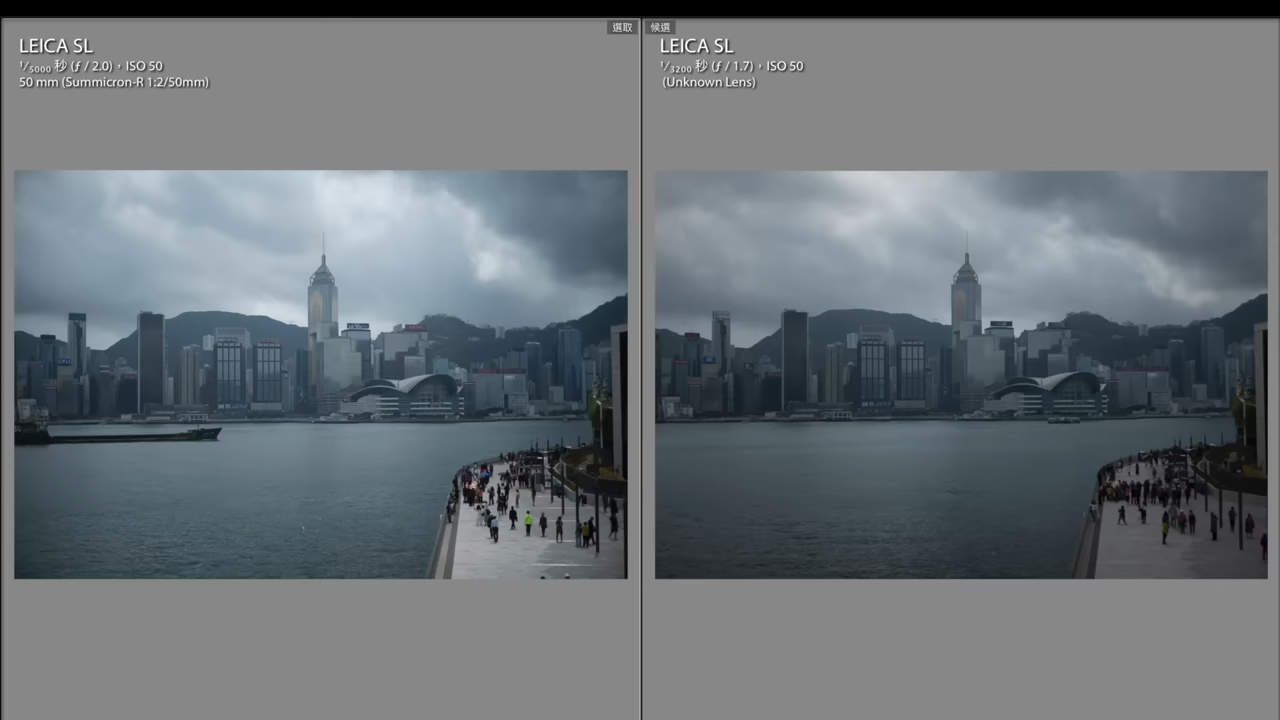 選取
LEICA SL
1/5000 秒 (ƒ / 2.0)，ISO 50
50 mm (Summicron-R 1:2/50mm)
候選
LEICA SL
1/3200 秒 (ƒ / 1.7)，ISO 50
(Unknown Lens)